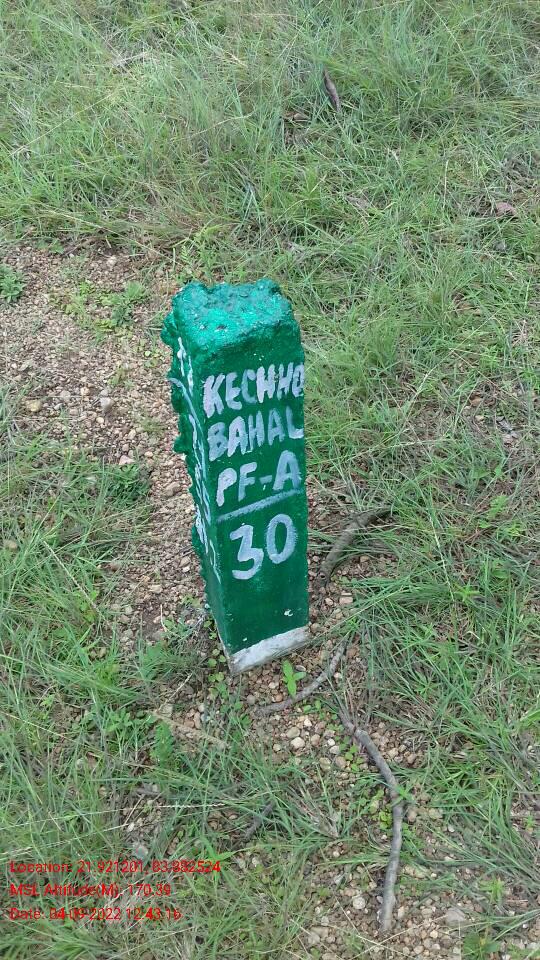 KECHHO
BAHAL
PF-A
30
Location: 21.921201, 83.882524
MSL Altitude(M): 170.39
Date: 04-09-2022 12:43:16